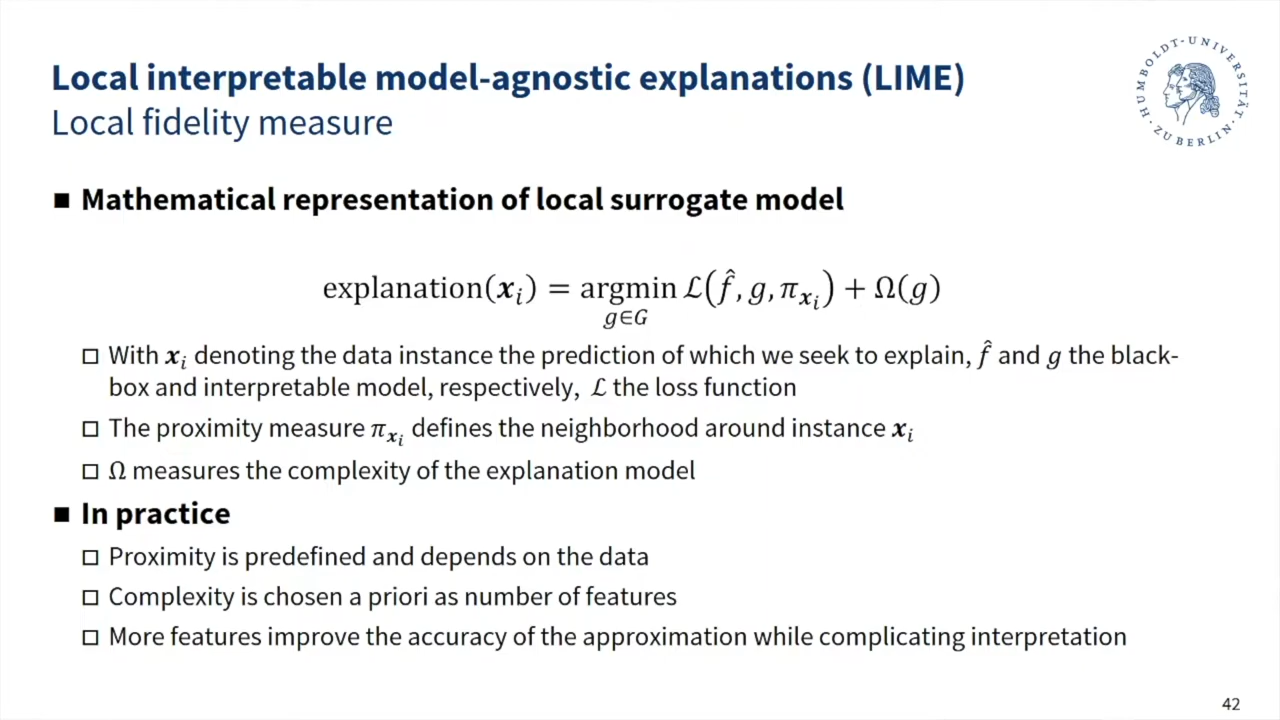 Local interpretable model-agnostic explanations (LIME)
Local fidelity measure
HUMBOLDT-UNIVERSITÄT · ZU BERLIN ·
■ Mathematical representation of local surrogate model
explanation(𝒙ᵢ) = argmin ℒ(f̂, g, π_𝒙ᵢ) + Ω(g)
g∈G
□ With 𝒙ᵢ denoting the data instance the prediction of which we seek to explain, f̂ and g the black-
box and interpretable model, respectively, ℒ the loss function
□ The proximity measure π_𝒙ᵢ defines the neighborhood around instance 𝒙ᵢ
□ Ω measures the complexity of the explanation model
■ In practice
□ Proximity is predefined and depends on the data
□ Complexity is chosen a priori as number of features
□ More features improve the accuracy of the approximation while complicating interpretation
42